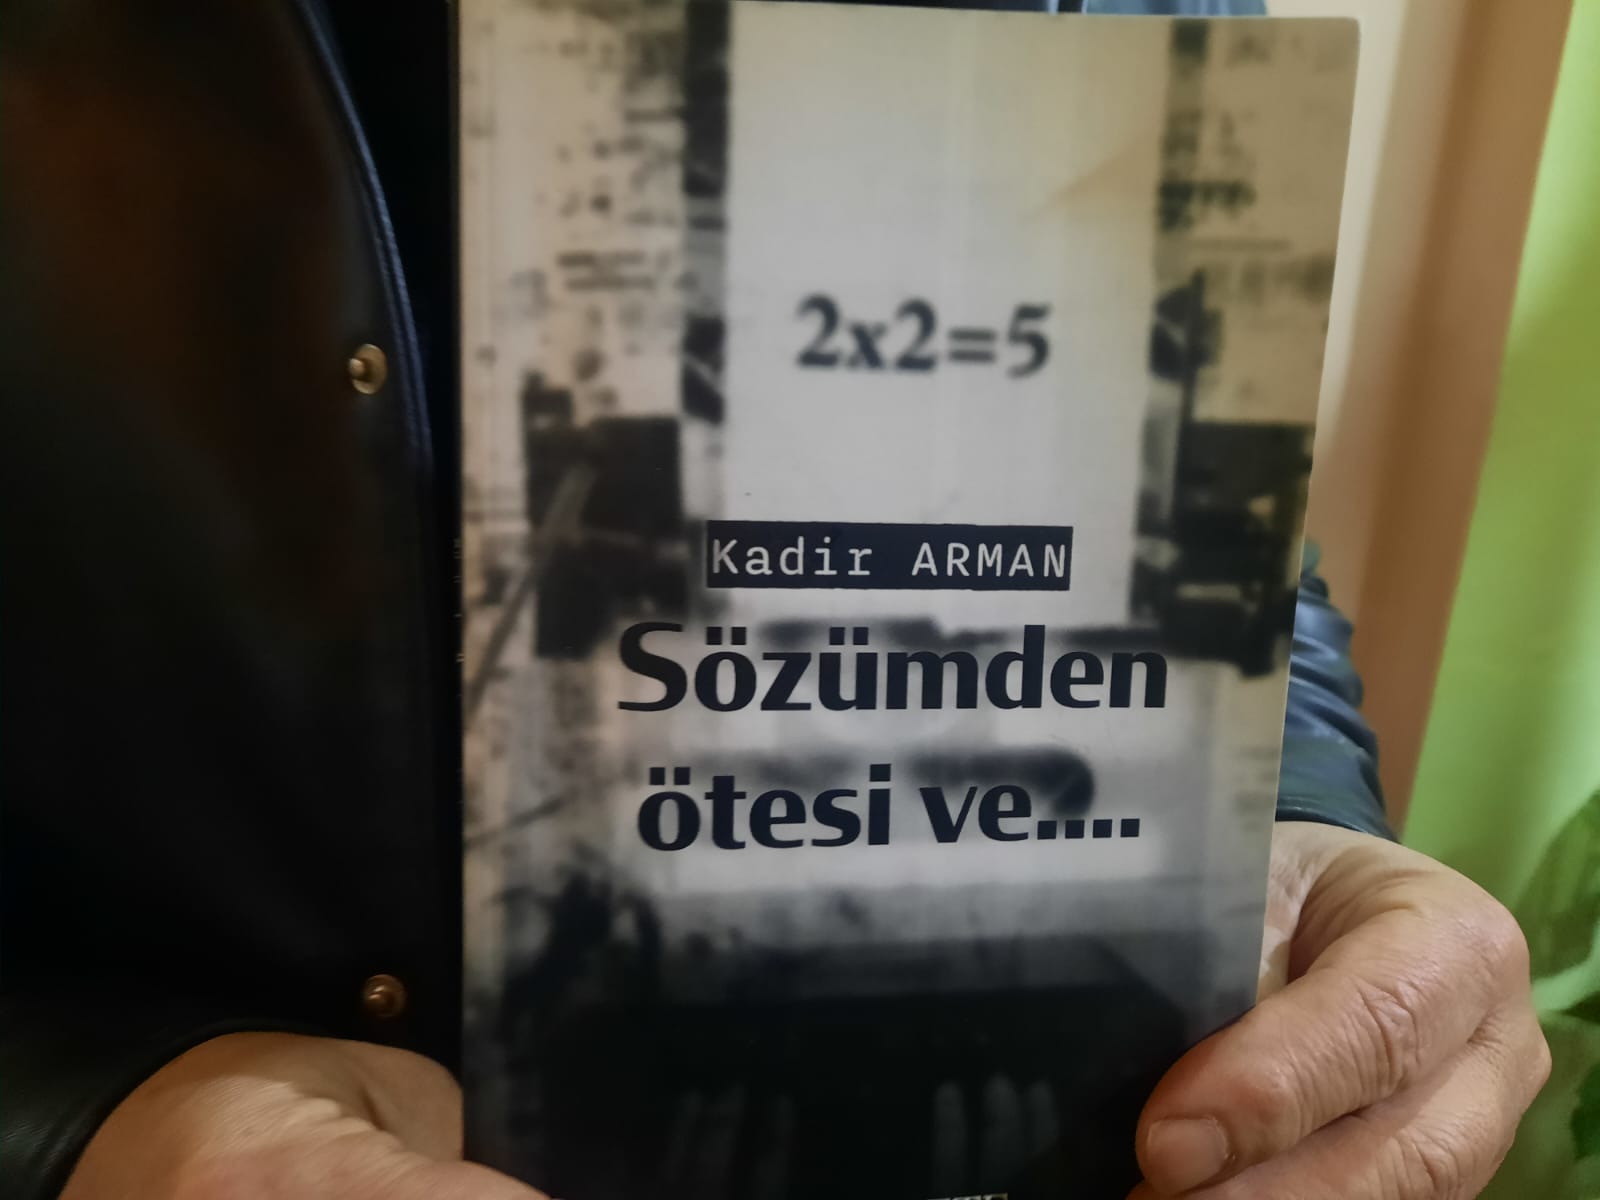 2x2=5
Kadir ARMAN
Sözümden
ötesi ve....